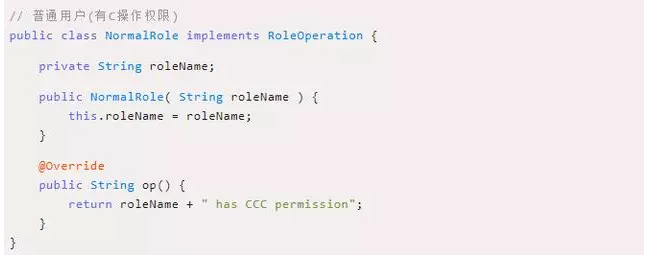 // 普通用户(有C操作权限)
public class NormalRole implements RoleOperation {
private String roleName;
public NormalRole( String roleName ) {
this.roleName = roleName;
}
@Override
public String op() {
return roleName + " has CCC permission";
}
}